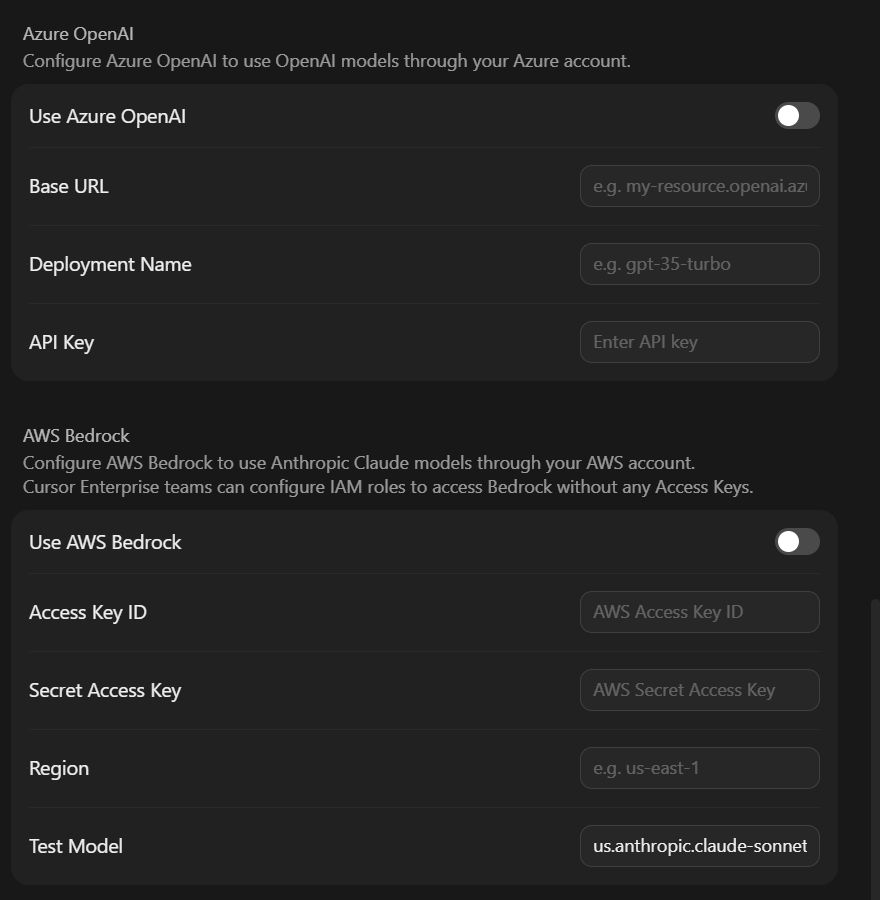 Azure OpenAI
Configure Azure OpenAI to use OpenAI models through your Azure account.
Use Azure OpenAI
Base URL
e.g. my-resource.openai.azu
Deployment Name
e.g. gpt-35-turbo
API Key
Enter API key
AWS Bedrock
Configure AWS Bedrock to use Anthropic Claude models through your AWS account.
Cursor Enterprise teams can configure IAM roles to access Bedrock without any Access Keys.
Use AWS Bedrock
Access Key ID
AWS Access Key ID
Secret Access Key
AWS Secret Access Key
Region
e.g. us-east-1
Test Model
us.anthropic.claude-sonnet